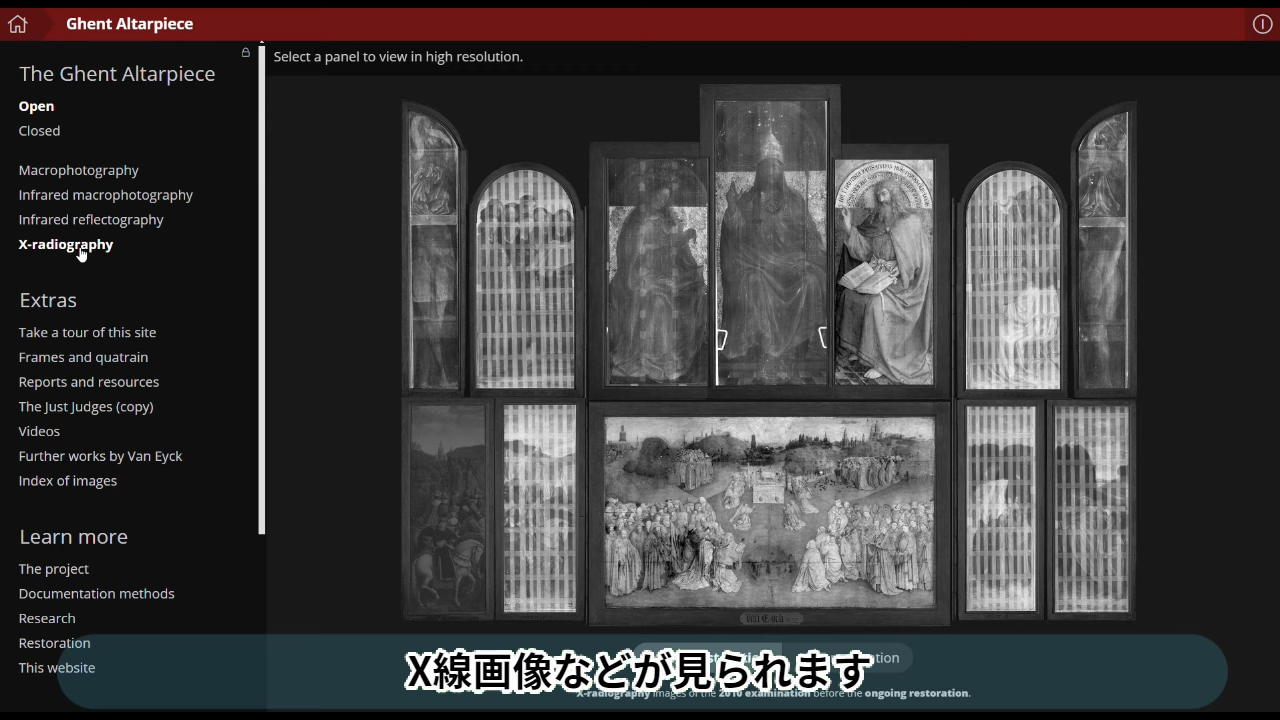 Ghent Altarpiece
Select a panel to view in high resolution.
The Ghent Altarpiece
Open
Closed
Macrophotography
Infrared macrophotography
Infrared reflectography
X-radiography
Extras
Take a tour of this site
Frames and quatrain
Reports and resources
The Just Judges (copy)
Videos
Further works by Van Eyck
Index of images
Learn more
The project
Documentation methods
Research
Restoration
This website
X線画像などが見られます
X-radiography images of the 2010 examination before the ongoing restoration.